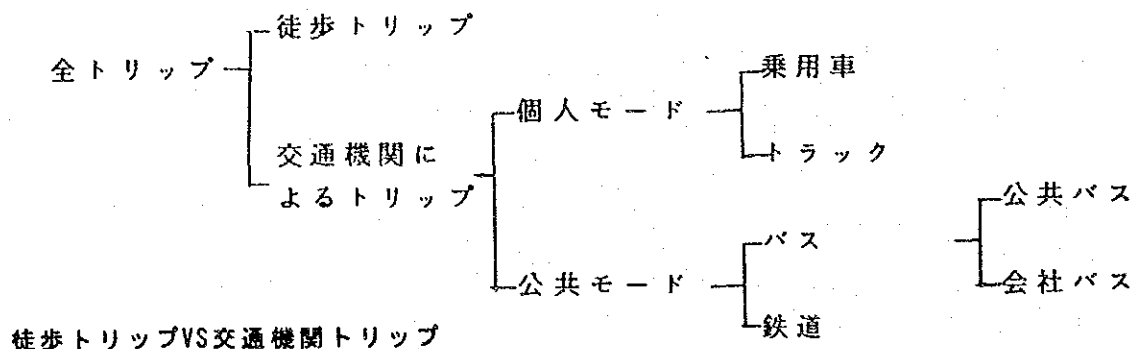 徒歩トリップ
全トリップ
乗用車
個人モード
交通機関に
よるトリップ
トラック
公共バス
バス
公共モード
会社バス
鉄道
徒歩トリップVS交通機関トリップ